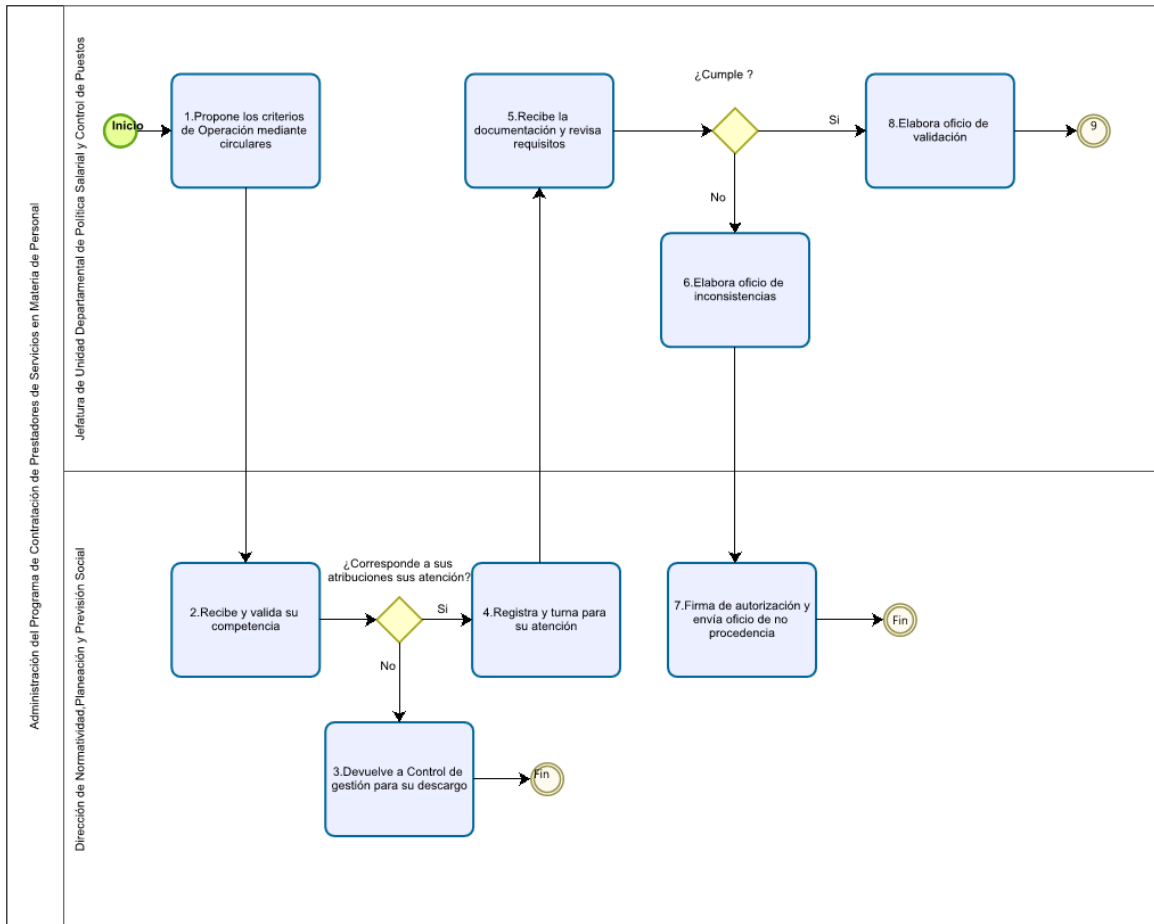 Administración del Programa de Contratación de Prestadores de Servicios en Materia de Personal
Jefatura de Unidad Departamental de Política Salarial y Control de Puestos
Inicio
1.Propone los criterios
de Operación mediante
circulares
5.Recibe la
documentación y revisa
requisitos
¿Cumple ?
Si
No
8.Elabora oficio de
validación
9
6.Elabora oficio de
inconsistencias
Dirección de Normatividad,Planeación y Previsión Social
2.Recibe y valida su
competencia
¿Corresponde a sus
atribuciones sus atención?
Si
No
4.Registra y turna para
su atención
3.Devuelve a Control de
gestión para su descargo
Fin
7.Firma de autorización y
envía oficio de no
procedencia
Fin